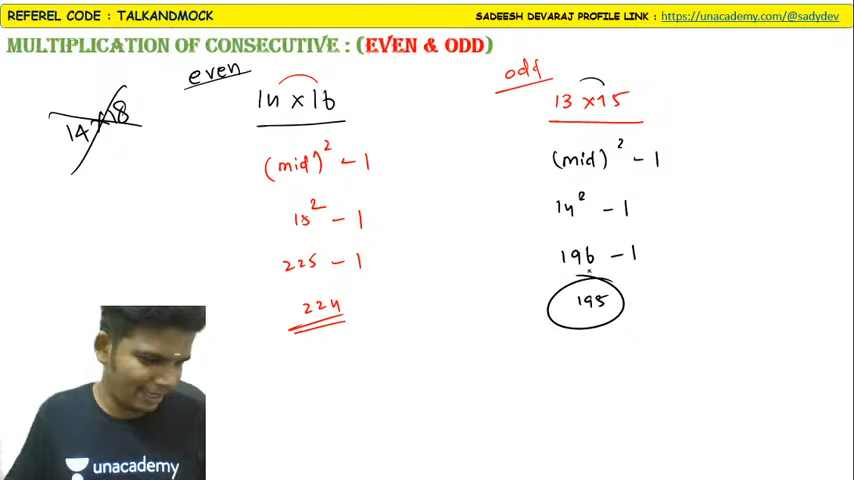 REFEREL CODE : TALKANDMOCK
SADEESH DEVARAJ PROFILE LINK : https://unacademy.com/@sadydev
MULTIPLICATION OF CONSECUTIVE : (EVEN & ODD)
even
14 x 16
(mid)² - 1
15² - 1
225 - 1
224
odd
13 x 15
(mid)² - 1
14² - 1
196 - 1
195
14 x 18
unacademy